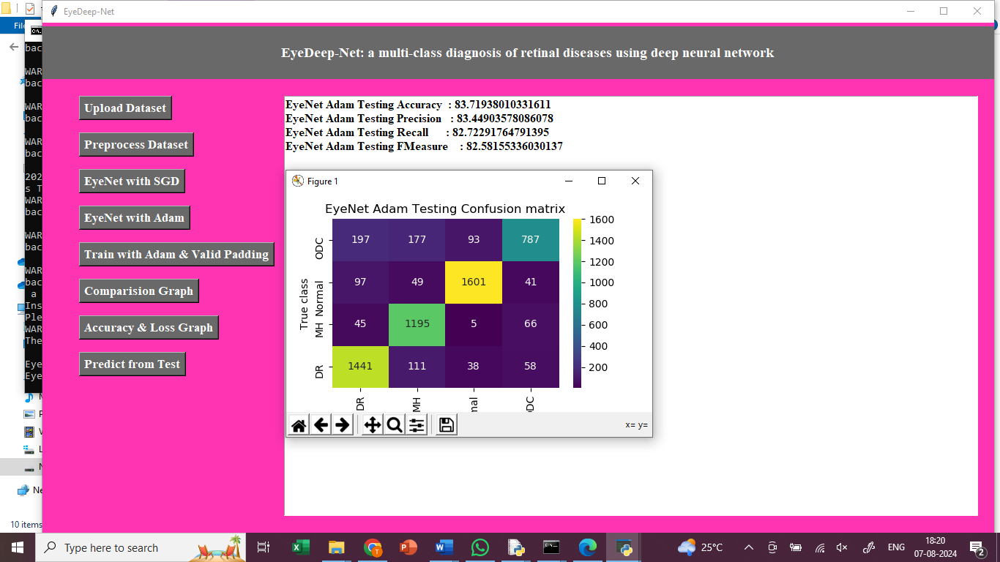 EyeDeep-Net
File
EyeDeep-Net: a multi-class diagnosis of retinal diseases using deep neural network
bac
WAR
bac
WAR
bac
WAR
bac
202
s T
WAR
bac
WAR
bac
WAR
bac
a
Ins
Ple
WAR
The
Eye
Eye
Upload Dataset
Preprocess Dataset
EyeNet with SGD
EyeNet with Adam
Train with Adam & Valid Padding
Comparision Graph
Accuracy & Loss Graph
Predict from Test
EyeNet Adam Testing Accuracy : 83.71938010331611
EyeNet Adam Testing Precision : 83.44903578086078
EyeNet Adam Testing Recall : 82.72291764791395
EyeNet Adam Testing FMeasure : 82.58155336030137
Figure 1
EyeNet Adam Testing Confusion matrix
True class
ODC 197 177 93 787
Normal 97 49 1601 41
MH 45 1195 5 66
DR 1441 111 38 58
DR MH mal DC
1600
1400
1200
1000
800
600
400
200
x= y=
Ne
10 items
Type here to search
25°C
ENG
18:20
07-08-2024
2